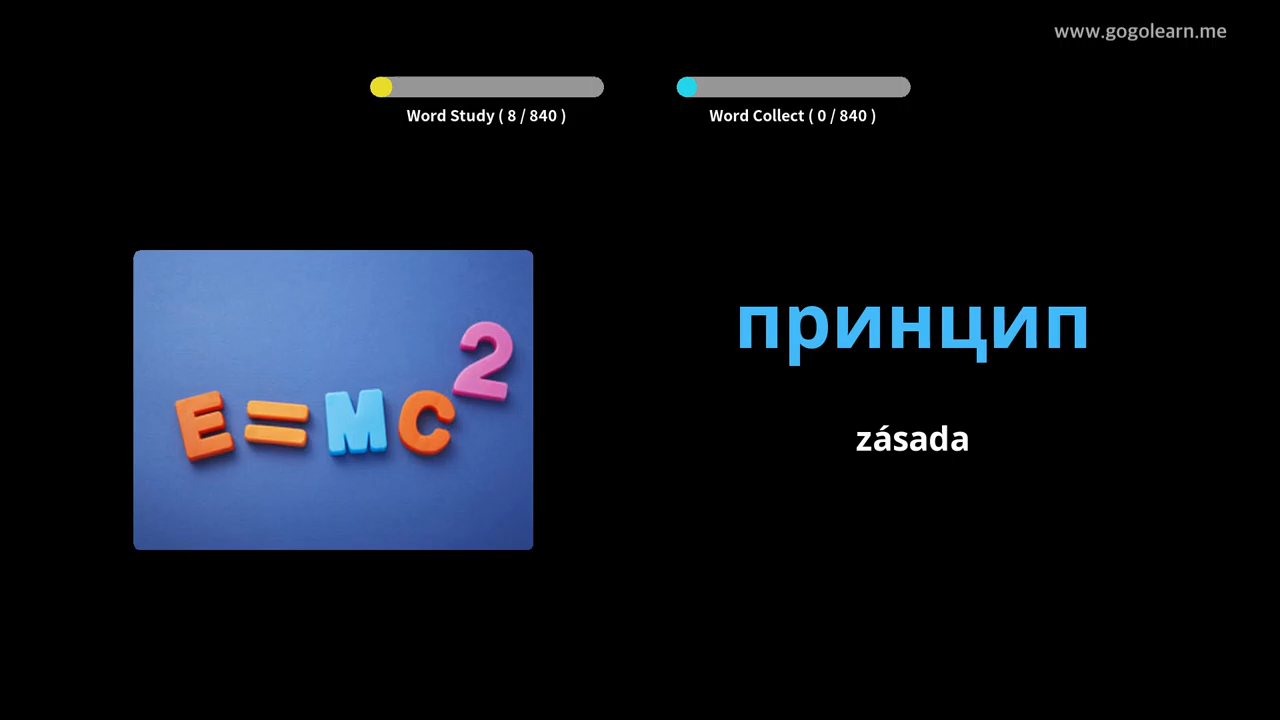 www.gogolearn.me
Word Study ( 8 / 840 )
Word Collect ( 0 / 840 )
E=MC2
принцип
zásada